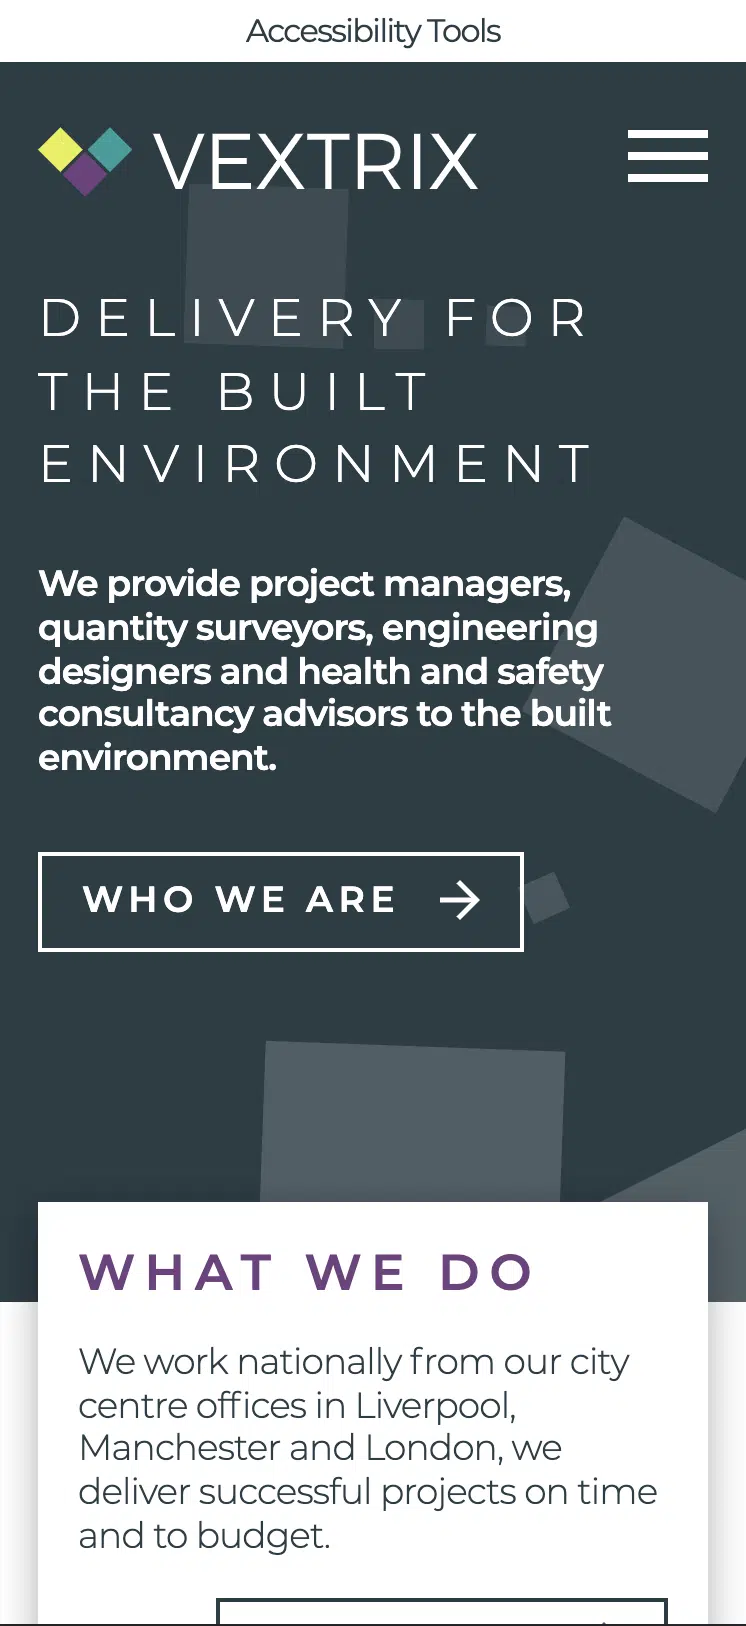 Accessibility Tools
VEXTRIX
DELIVERY FOR
THE BUILT
ENVIRONMENT
We provide project managers,
quantity surveyors, engineering
designers and health and safety
consultancy advisors to the built
environment.
WHO WE ARE
WHAT WE DO
We work nationally from our city
centre offices in Liverpool,
Manchester and London, we
deliver successful projects on time
and to budget.